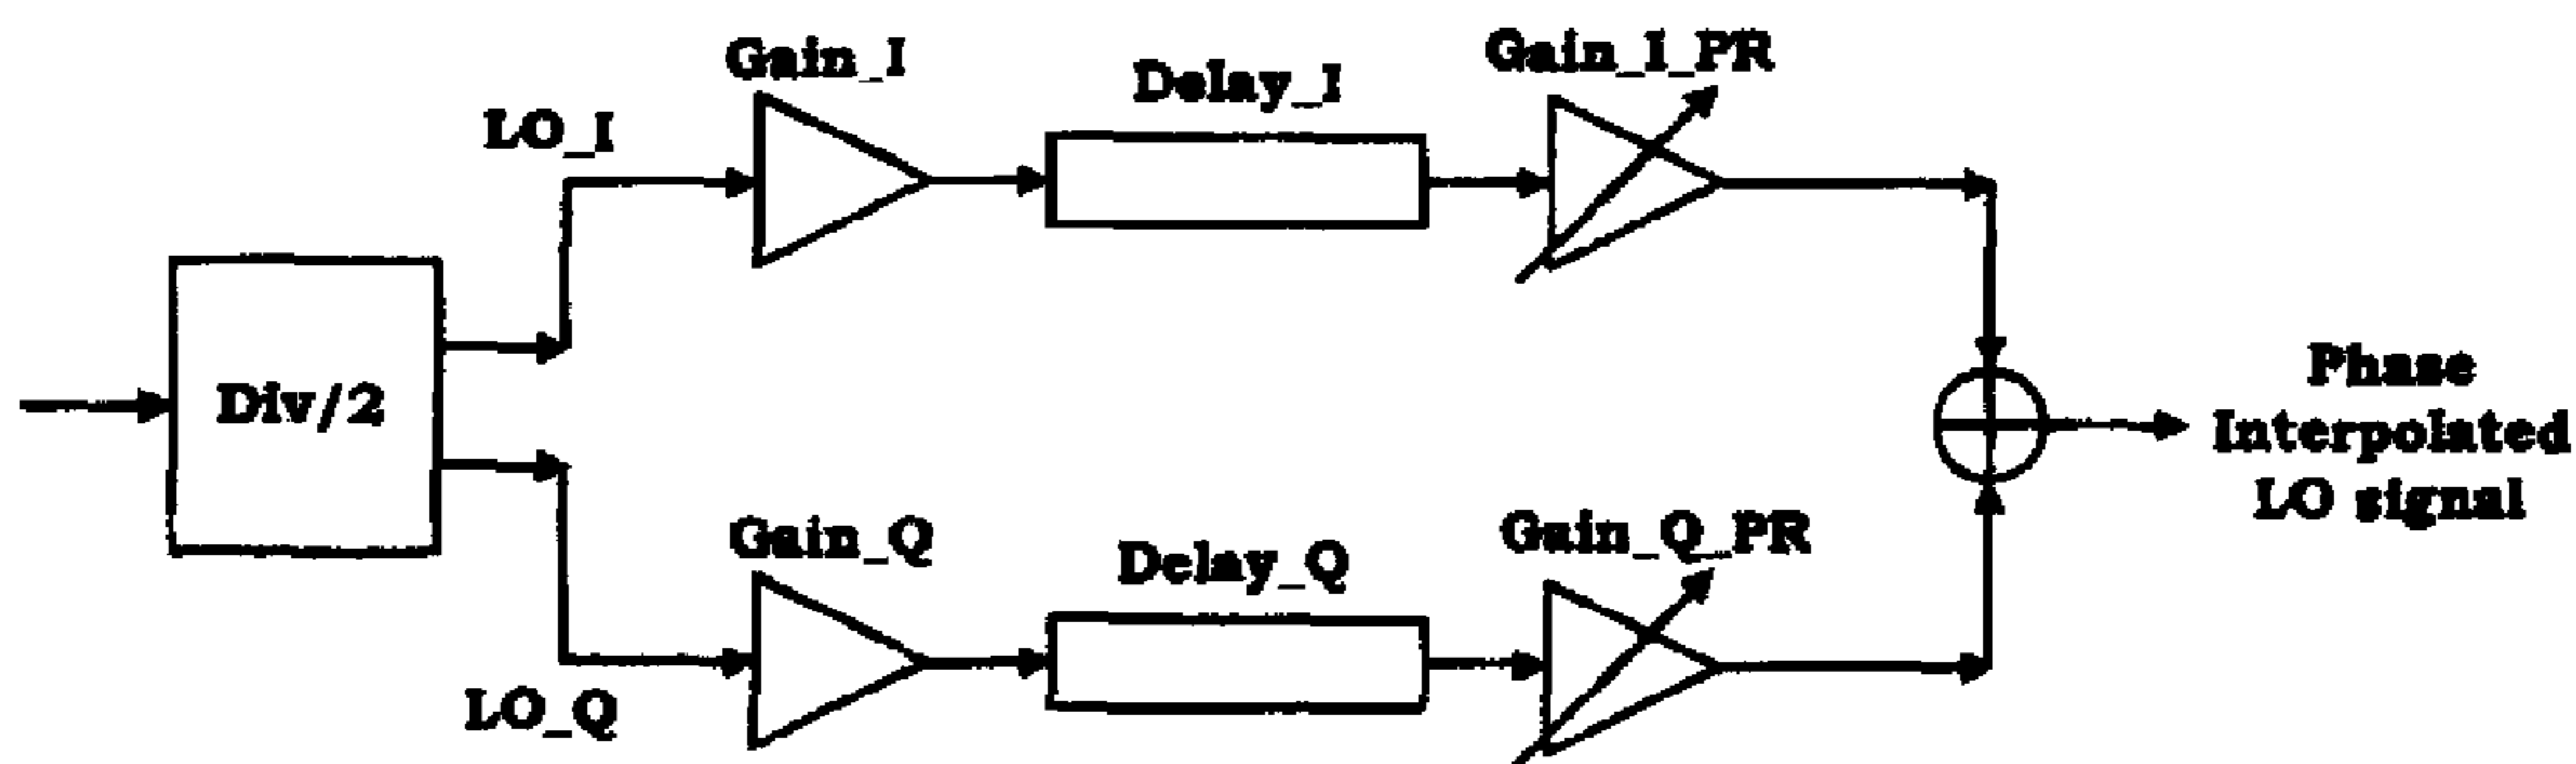 Gain_I
Delay_I
Gain_I_PR
LO_I
Div/2
Phase
Interpolated
LO signal
Gain_Q
Delay_Q
Gain_Q_PR
LO_Q